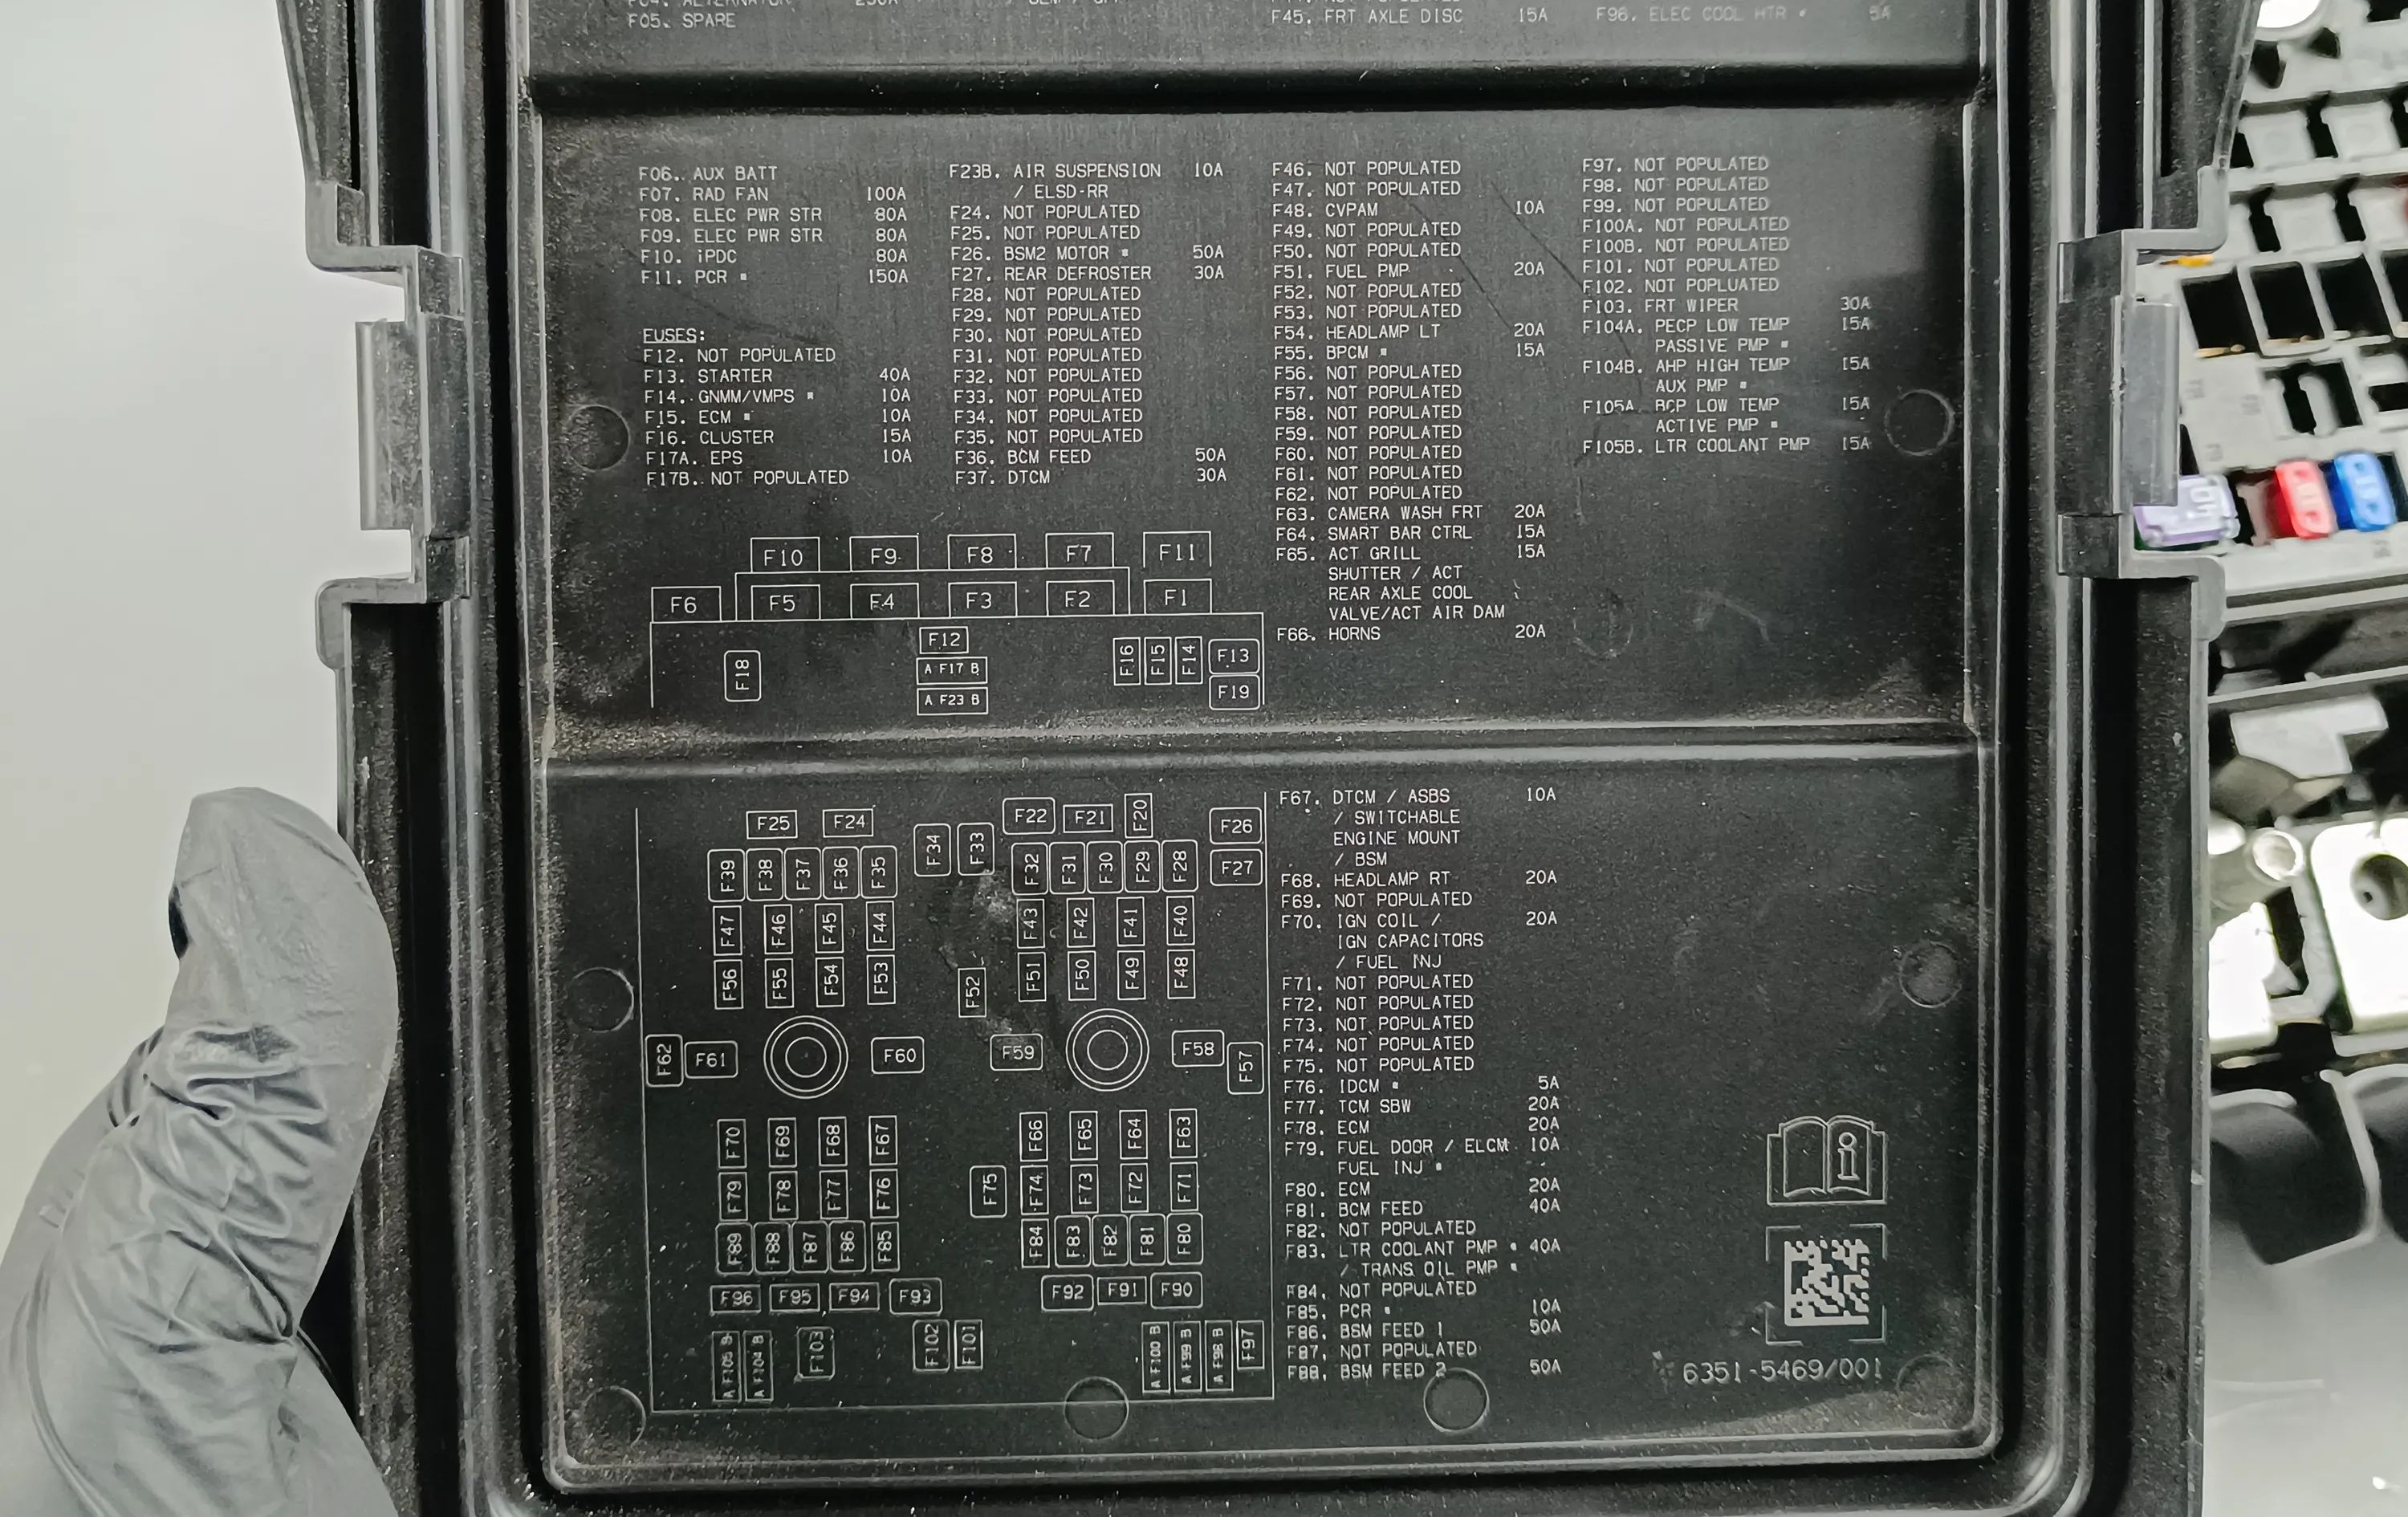 F05. SPARE
F45. FRT AXLE DISC 15A
F96. ELEC COOL HTR ▪ 5A
F06. AUX BATT
F07. RAD FAN 100A
F08. ELEC PWR STR 80A
F09. ELEC PWR STR 80A
F10. iPDC 80A
F11. PCR ▪ 150A
FUSES:
F12. NOT POPULATED
F13. STARTER 40A
F14. GNMM/VMPS ▪ 10A
F15. ECM ▪ 10A
F16. CLUSTER 15A
F17A. EPS 10A
F17B. NOT POPULATED
F23B. AIR SUSPENSION 10A
/ ELSD-RR
F24. NOT POPULATED
F25. NOT POPULATED
F26. BSM2 MOTOR ▪ 50A
F27. REAR DEFROSTER 30A
F28. NOT POPULATED
F29. NOT POPULATED
F30. NOT POPULATED
F31. NOT POPULATED
F32. NOT POPULATED
F33. NOT POPULATED
F34. NOT POPULATED
F35. NOT POPULATED
F36. BCM FEED 50A
F37. DTCM 30A
F46. NOT POPULATED
F47. NOT POPULATED
F48. CVPAM 10A
F49. NOT POPULATED
F50. NOT POPULATED
F51. FUEL PMP 20A
F52. NOT POPULATED
F53. NOT POPULATED
F54. HEADLAMP LT 20A
F55. BPCM ▪ 15A
F56. NOT POPULATED
F57. NOT POPULATED
F58. NOT POPULATED
F59. NOT POPULATED
F60. NOT POPULATED
F61. NOT POPULATED
F62. NOT POPULATED
F63. CAMERA WASH FRT 20A
F64. SMART BAR CTRL 15A
F65. ACT GRILL 15A
SHUTTER / ACT
REAR AXLE COOL
VALVE/ACT AIR DAM
F66. HORNS 20A
F97. NOT POPULATED
F98. NOT POPULATED
F99. NOT POPULATED
F100A. NOT POPULATED
F100B. NOT POPULATED
F101. NOT POPULATED
F102. NOT POPLUATED
F103. FRT WIPER 30A
F104A. PECP LOW TEMP 15A
PASSIVE PMP ▪
F104B. AHP HIGH TEMP 15A
AUX PMP ▪
F105A. BCP LOW TEMP 15A
ACTIVE PMP ▪
F105B. LTR COOLANT PMP 15A
F10 F9 F8 F7 F11
F6 F5 F4 F3 F2 F1
F12
A F17 B
A F23 B
F18
F16 F15 F14 F13
F19
F25 F24 F34 F33 F22 F21 F20 F26
F39 F38 F37 F36 F35 F32 F31 F30 F29 F28 F27
F47 F46 F45 F44 F43 F42 F41 F40
F56 F55 F54 F53 F52 F51 F50 F49 F48
F62 F61 F60 F59 F58 F57
F70 F69 F68 F67 F66 F65 F64 F63
F79 F78 F77 F76 F75 F74 F73 F72 F71
F89 F88 F87 F86 F85 F84 F83 F82 F81 F80
F96 F95 F94 F93 F92 F91 F90
A F105 B A F104 B F103 F102 F101 A F100 B A F99 B A F98 B F97
F67. DTCM / ASBS 10A
/ SWITCHABLE
ENGINE MOUNT
/ BSM
F68. HEADLAMP RT 20A
F69. NOT POPULATED
F70. IGN COIL / 20A
IGN CAPACITORS
/ FUEL INJ
F71. NOT POPULATED
F72. NOT POPULATED
F73. NOT POPULATED
F74. NOT POPULATED
F75. NOT POPULATED
F76. IDCM ▪ 5A
F77. TCM SBW 20A
F78. ECM 20A
F79. FUEL DOOR / ELCM 10A
FUEL INJ ▪
F80. ECM 20A
F81. BCM FEED 40A
F82. NOT POPULATED
F83. LTR COOLANT PMP ▪ 40A
/ TRANS OIL PMP ▪
F84. NOT POPULATED
F85. PCR ▪ 10A
F86. BSM FEED 1 50A
F87. NOT POPULATED
F88. BSM FEED 2 50A
i
6351-5469/001